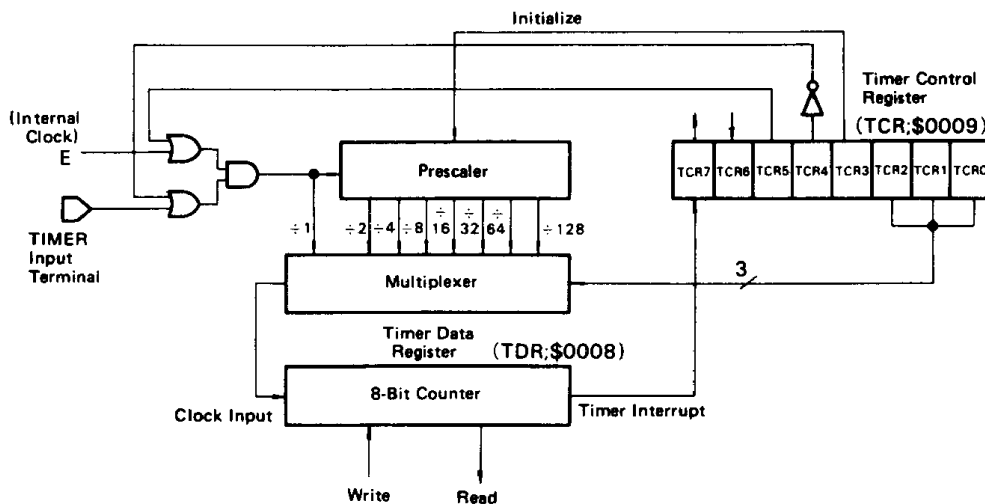 Initialize
Timer Control
Register
(TCR;$0009)
(Internal
Clock)
E
TIMER
Input
Terminal
Prescaler
TCR7 TCR6 TCR5 TCR4 TCR3 TCR2 TCR1 TCR0
÷1 ÷2 ÷4 ÷8 ÷16 ÷32 ÷64 ÷128
Multiplexer
3
Timer Data
Register
(TDR;$0008)
8-Bit Counter
Clock Input
Timer Interrupt
Write
Read